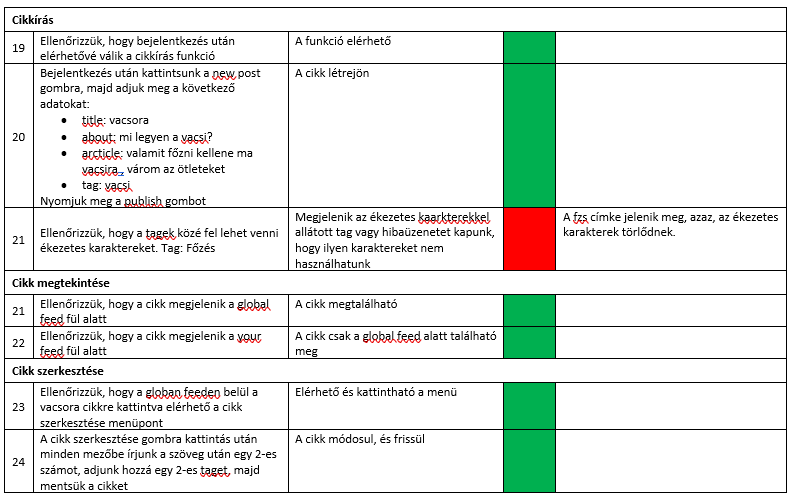 Cikkírás
19
Ellenőrizzük, hogy bejelentkezés után
elérhetővé válik a cikkírás funkció
A funkció elérhető
20
Bejelentkezés után kattintsunk a new post
gombra, majd adjuk meg a következő
adatokat:
• title: vacsora
• about: mi legyen a vacsi?
• arcticle: valamit főzni kellene ma
vacsira , várom az ötleteket
• tag: vacsi
Nyomjuk meg a publish gombot
A cikk létrejön
21
Ellenőrizzük, hogy a tagek közé fel lehet venni
ékezetes karaktereket. Tag: Főzés
Megjelenik az ékezetes kaarkterekkel
állátott tag vagy hibaüzenetet kapunk,
hogy ilyen karaktereket nem
használhatunk
A fzs címke jelenik meg, azaz, az ékezetes
karakterek törlődnek.
Cikk megtekintése
21
Ellenőrizzük, hogy a cikk megjelenik a global
feed fül alatt
A cikk megtalálható
22
Ellenőrizzük, hogy a cikk megjelenik a your
feed fül alatt
A cikk csak a global feed alatt található
meg
Cikk szerkesztése
23
Ellenőrizzük, hogy a globan feeden belül a
vacsora cikkre kattintva elérhető a cikk
szerkesztése menüpont
Elérhető és kattintható a menü
24
A cikk szerkesztése gombra kattintás után
minden mezőbe írjunk a szöveg után egy 2-es
számot, adjunk hozzá egy 2-es taget, majd
mentsük a cikket
A cikk módosul, és frissül